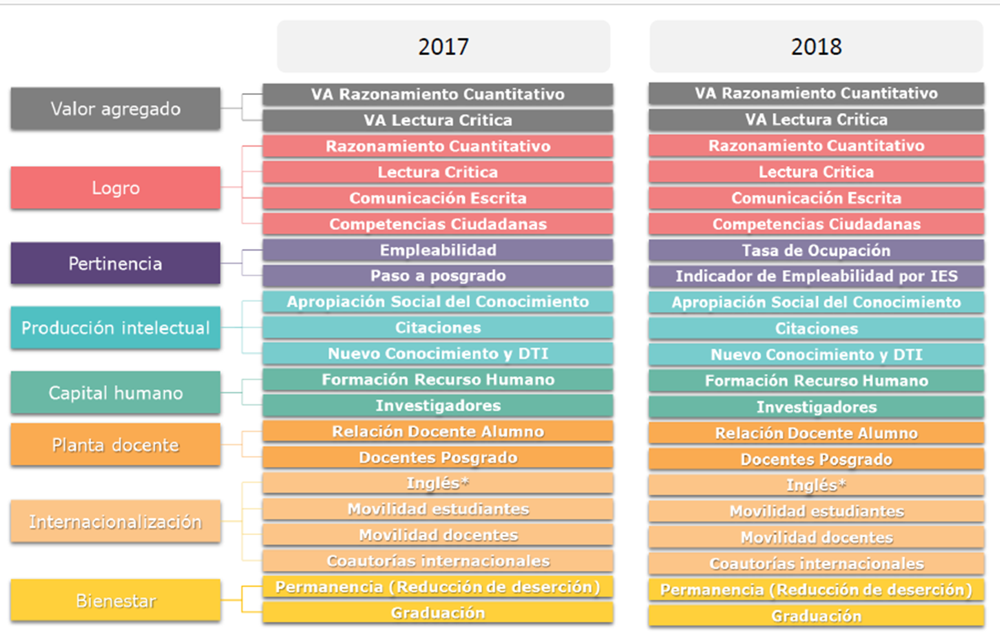 2017
2018
Valor agregado
VA Razonamiento Cuantitativo
VA Razonamiento Cuantitativo
VA Lectura Critica
VA Lectura Critica
Logro
Razonamiento Cuantitativo
Razonamiento Cuantitativo
Lectura Critica
Lectura Critica
Comunicación Escrita
Comunicación Escrita
Competencias Ciudadanas
Competencias Ciudadanas
Pertinencia
Empleabilidad
Tasa de Ocupación
Paso a posgrado
Indicador de Empleabilidad por IES
Producción intelectual
Apropiación Social del Conocimiento
Apropiación Social del Conocimiento
Citaciones
Citaciones
Nuevo Conocimiento y DTI
Nuevo Conocimiento y DTI
Capital humano
Formación Recurso Humano
Formación Recurso Humano
Investigadores
Investigadores
Planta docente
Relación Docente Alumno
Relación Docente Alumno
Docentes Posgrado
Docentes Posgrado
Internacionalización
Inglés*
Inglés*
Movilidad estudiantes
Movilidad estudiantes
Movilidad docentes
Movilidad docentes
Coautorías internacionales
Coautorías internacionales
Bienestar
Permanencia (Reducción de deserción)
Permanencia (Reducción de deserción)
Graduación
Graduación